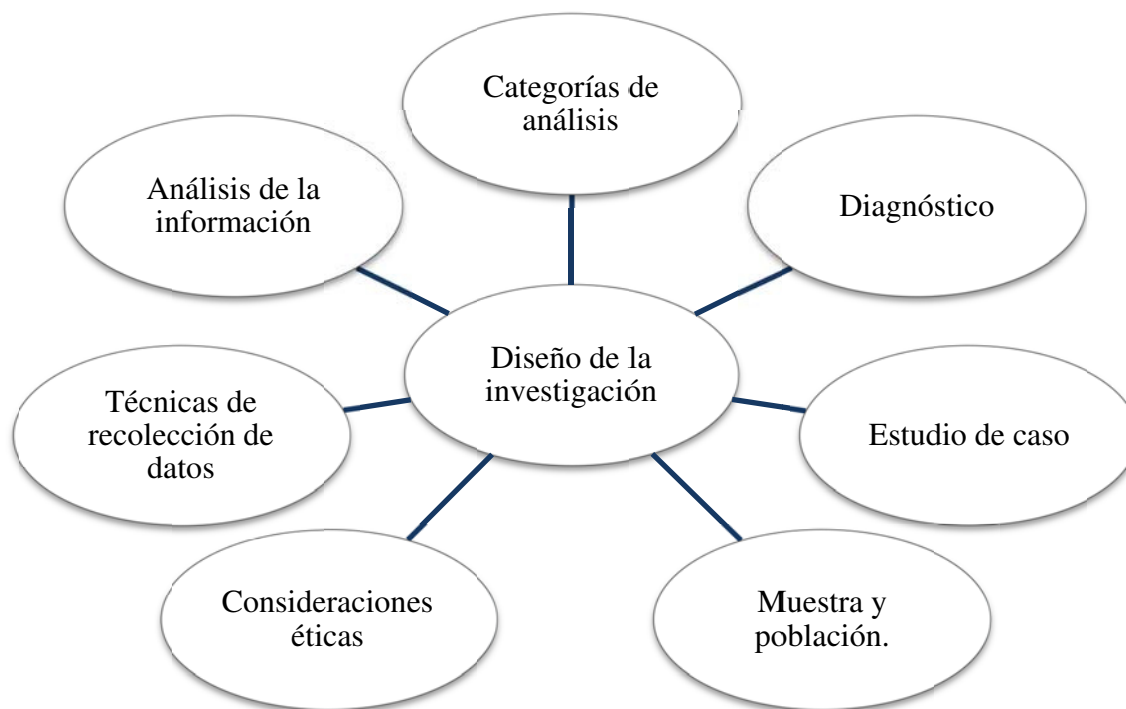 Categorías de
análisis
Análisis de la
información
Diagnóstico
Diseño de la
investigación
Técnicas de
recolección de
datos
Estudio de caso
Consideraciones
éticas
Muestra y
población.